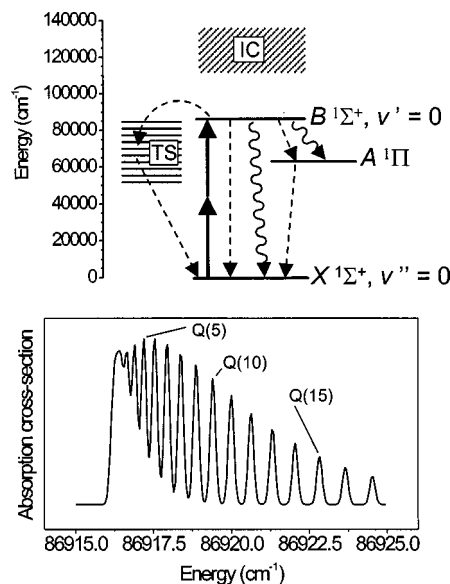 140000
120000
100000
80000
60000
40000
20000
0
Energy (cm⁻¹)
IC
TS
B ¹Σ⁺, v' = 0
A ¹Π
X ¹Σ⁺, v'' = 0
Absorption cross-section
Q(5)
Q(10)
Q(15)
86915.0 86917.5 86920.0 86922.5 86925.0
Energy (cm⁻¹)